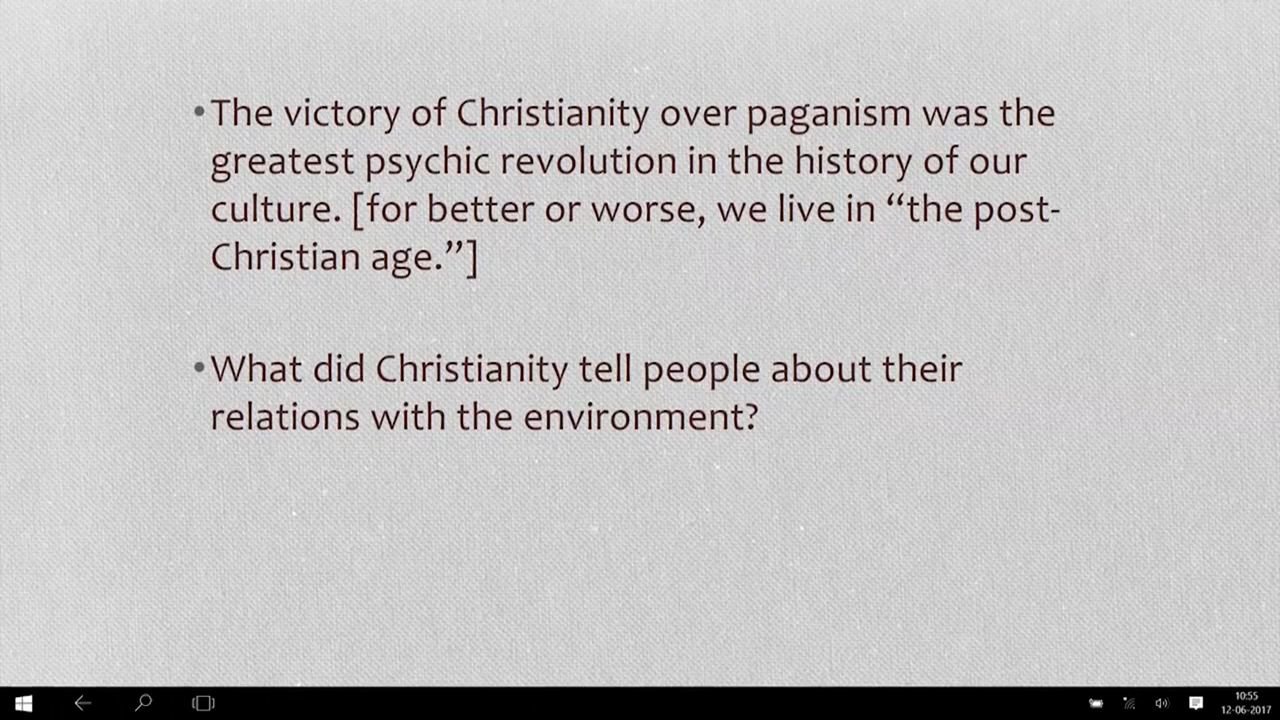 •The victory of Christianity over paganism was the
greatest psychic revolution in the history of our
culture. [for better or worse, we live in “the post-
Christian age.”]
•What did Christianity tell people about their
relations with the environment?
10:55
12-06-2017